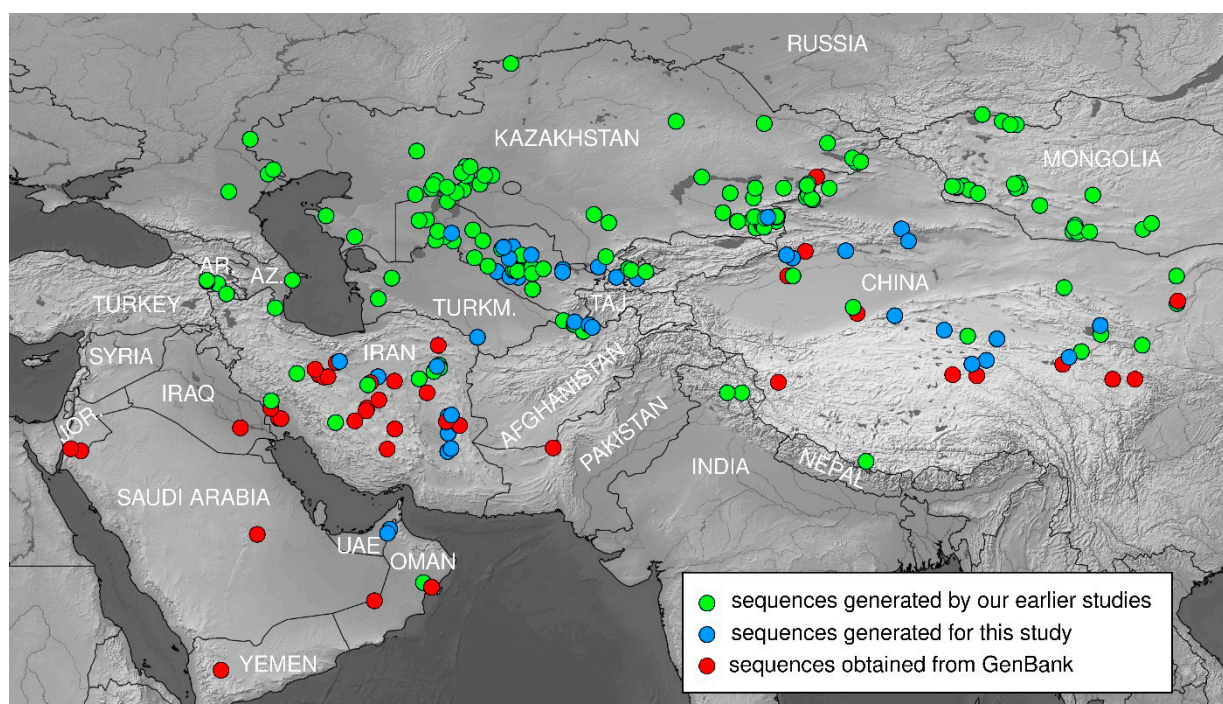 RUSSIA
KAZAKHSTAN
MONGOLIA
AR.
AZ.
TURKEY
TURKM.
TAJ.
CHINA
SYRIA
IRAN
IRAQ
AFGHANISTAN
JOR.
PAKISTAN
INDIA
NEPAL
SAUDI ARABIA
UAE
OMAN
YEMEN
sequences generated by our earlier studies
sequences generated for this study
sequences obtained from GenBank